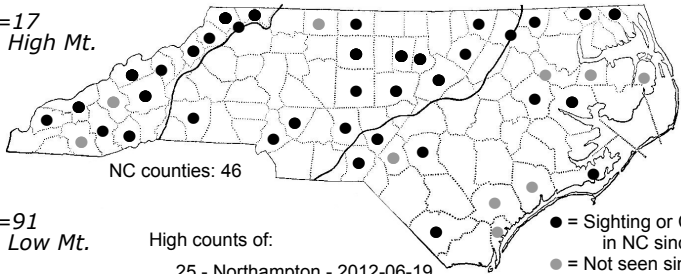 =17
High Mt.
NC counties: 46
=91
Low Mt.
High counts of:
25 - Northampton - 2012-06-19
= Sighting or
in NC sinc
= Not seen sin